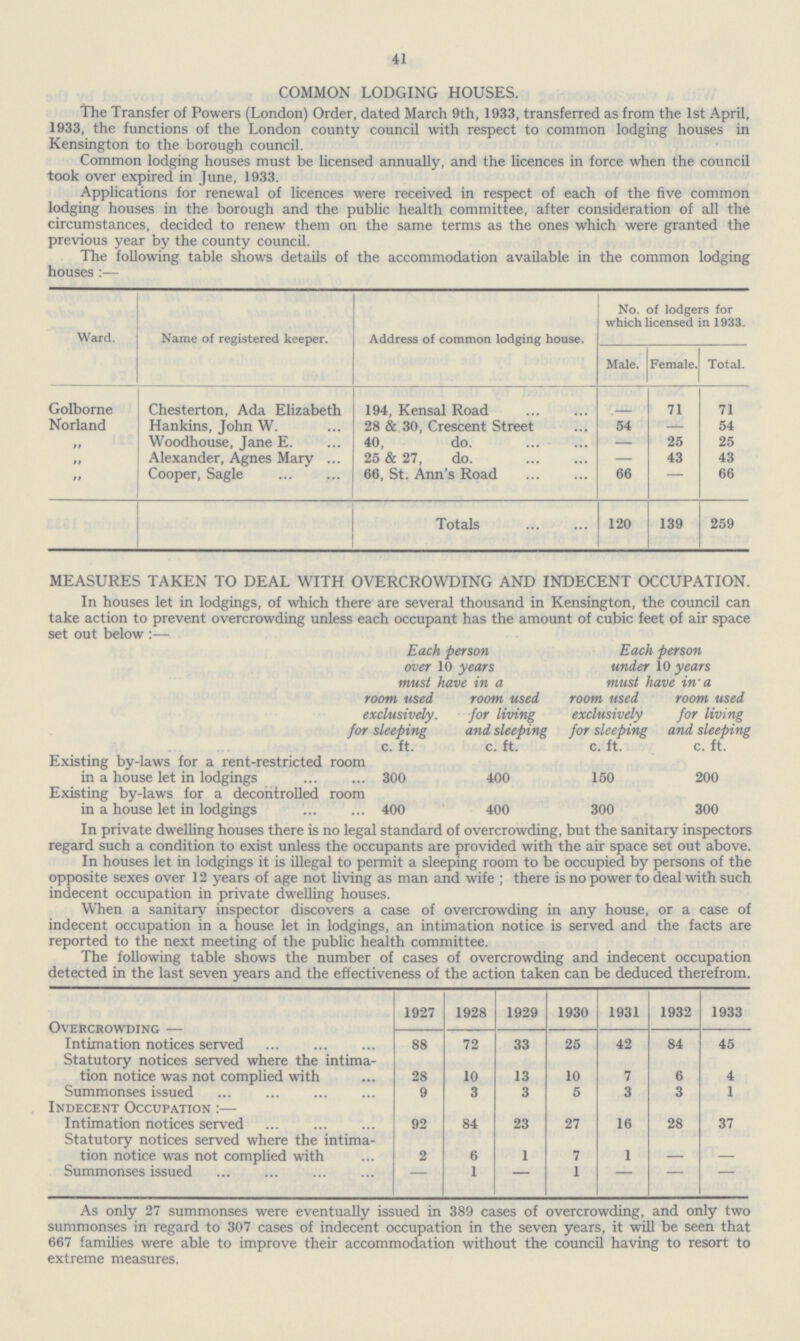 41
COMMON LODGING HOUSES.
The Transfer of Powers (London) Order, dated March 9th, 1933, transferred as from the 1st April,
1933, the functions of the London county council with respect to common lodging houses in
Kensington to the borough council.
Common lodging houses must be licensed annually, and the licences in force when the council
took over expired in June, 1933.
Applications for renewal of licences were received in respect of each of the five common
lodging houses in the borough and the public health committee, after consideration of all the
circumstances, decided to renew them on the same terms as the ones which were granted the
previous year by the county council.
The following table shows details of the accommodation available in the common lodging
houses :—
Ward. Name of registered keeper. Address of common lodging house. No. of lodgers for
which licensed in 1933.
Male. Female. Total.
Golborne Chesterton, Ada Elizabeth 194, Kensal Road ... ... — 71 71
Norland Hankins, John W. ... 28 & 30, Crescent Street ... 54 — 54
,, Woodhouse, Jane E. ... 40, do. ... ... — 25 25
,, Alexander, Agnes Mary ... 25 & 27, do. ... ... — 43 43
,, Cooper, Sagle ... ... 66, St. Ann's Road ... ... 66 — 66
Totals ... ... 120 139 259
MEASURES TAKEN TO DEAL WITH OVERCROWDING AND INDECENT OCCUPATION.
In houses let in lodgings, of which there are several thousand in Kensington, the council can
take action to prevent overcrowding unless each occupant has the amount of cubic feet of air space
set out below :—
Each person Each person
over 10 years under 10 years
must have in a must have in a
room used room used room used room used
exclusively. for living exclusively for living
for sleeping and sleeping for sleeping and sleeping
c. ft. c. ft. c. ft. c. ft.
Existing by-laws for a rent-restricted room
in a house let in lodgings ... ... 300 400 150 200
Existing by-laws for a decontrolled room
in a house let in lodgings ... ... 400 400 300 300
In private dwelling houses there is no legal standard of overcrowding, but the sanitary inspectors
regard such a condition to exist unless the occupants are provided with the air space set out above.
In houses let in lodgings it is illegal to permit a sleeping room to be occupied by persons of the
opposite sexes over 12 years of age not living as man and wife ; there is no power to deal with such
indecent occupation in private dwelling houses.
When a sanitary inspector discovers a case of overcrowding in any house, or a case of
indecent occupation in a house let in lodgings, an intimation notice is served and the facts are
reported to the next meeting of the public health committee.
The following table shows the number of cases of overcrowding and indecent occupation
detected in the last seven years and the effectiveness of the action taken can be deduced therefrom.
1927 1928 1929 1930 1931 1932 1933
OVERCROWDING —
Intimation notices served ... ... ... 88 72 33 25 42 84 45
Statutory notices served where the intima-
tion notice was not complied with ... 28 10 13 10 7 6 4
Summonses issued ... ... ... ... 9 3 3 5 3 3 1
INDECENT OCCUPATION :—
Intimation notices served ... ... ... 92 84 23 27 16 28 37
Statutory notices served where the intima-
tion notice was not complied with ... 2 6 1 7 1 — —
Summonses issued ... ... ... ... — 1 — 1 — — —
As only 27 summonses were eventually issued in 389 cases of overcrowding, and only two
summonses in regard to 307 cases of indecent occupation in the seven years, it will be seen that
667 families were able to improve their accommodation without the council having to resort to
extreme measures.